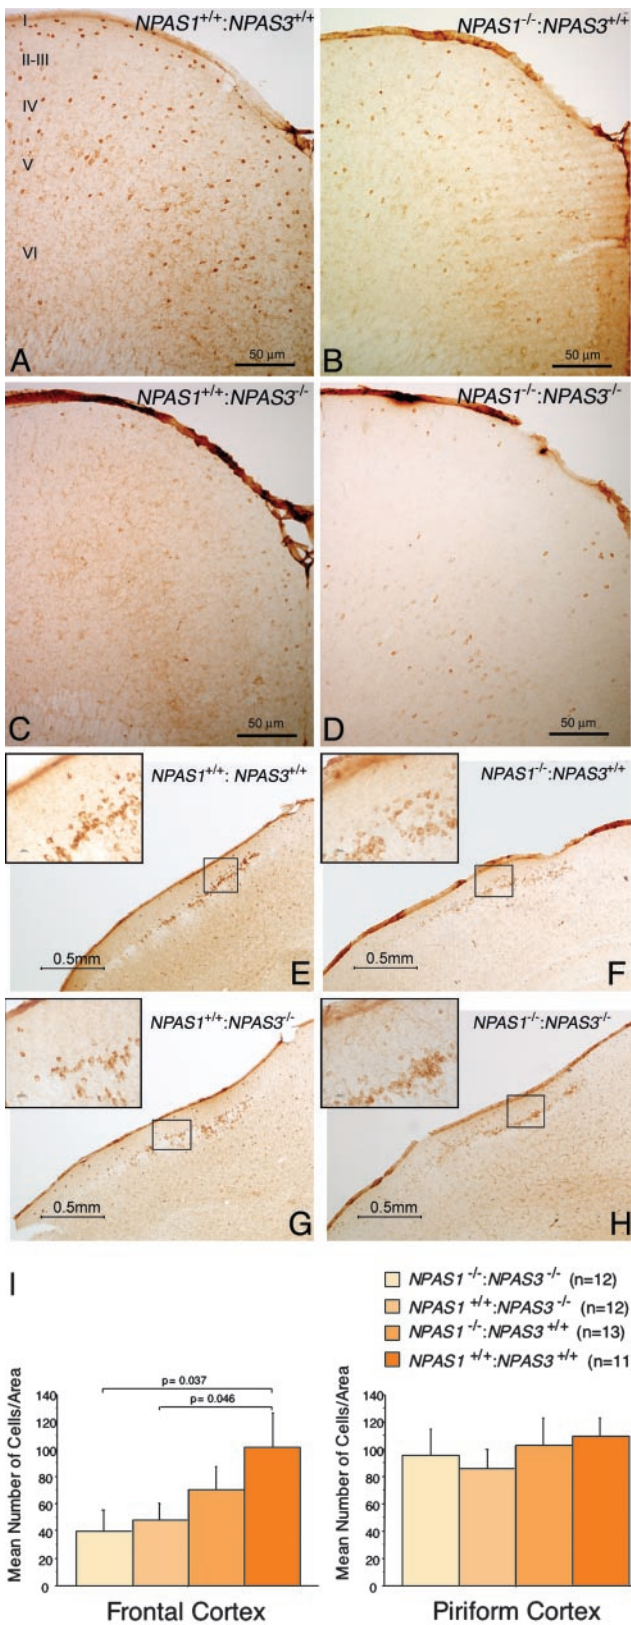 I
NPAS1+/+:NPAS3+/+
II-III
IV
V
VI
A
50 µm
NPAS1-/-:NPAS3+/+
B
50 µm
NPAS1+/+:NPAS3-/-
C
50 µm
NPAS1-/-:NPAS3-/-
D
50 µm
NPAS1+/+: NPAS3+/+
0.5mm
E
NPAS1-/-:NPAS3+/+
0.5mm
F
NPAS1+/+:NPAS3-/-
0.5mm
G
NPAS1-/-:NPAS3-/-
0.5mm
H
I
NPAS1 -/-:NPAS3 -/- (n=12)
NPAS1 +/+:NPAS3 -/- (n=12)
NPAS1 -/-:NPAS3 +/+ (n=13)
NPAS1 +/+:NPAS3 +/+ (n=11
Mean Number of Cells/Area
140
120
100
80
60
40
20
0
p= 0.037
p= 0.046
Frontal Cortex
Mean Number of Cells/Area
140
120
100
80
60
40
20
0
Piriform Cortex